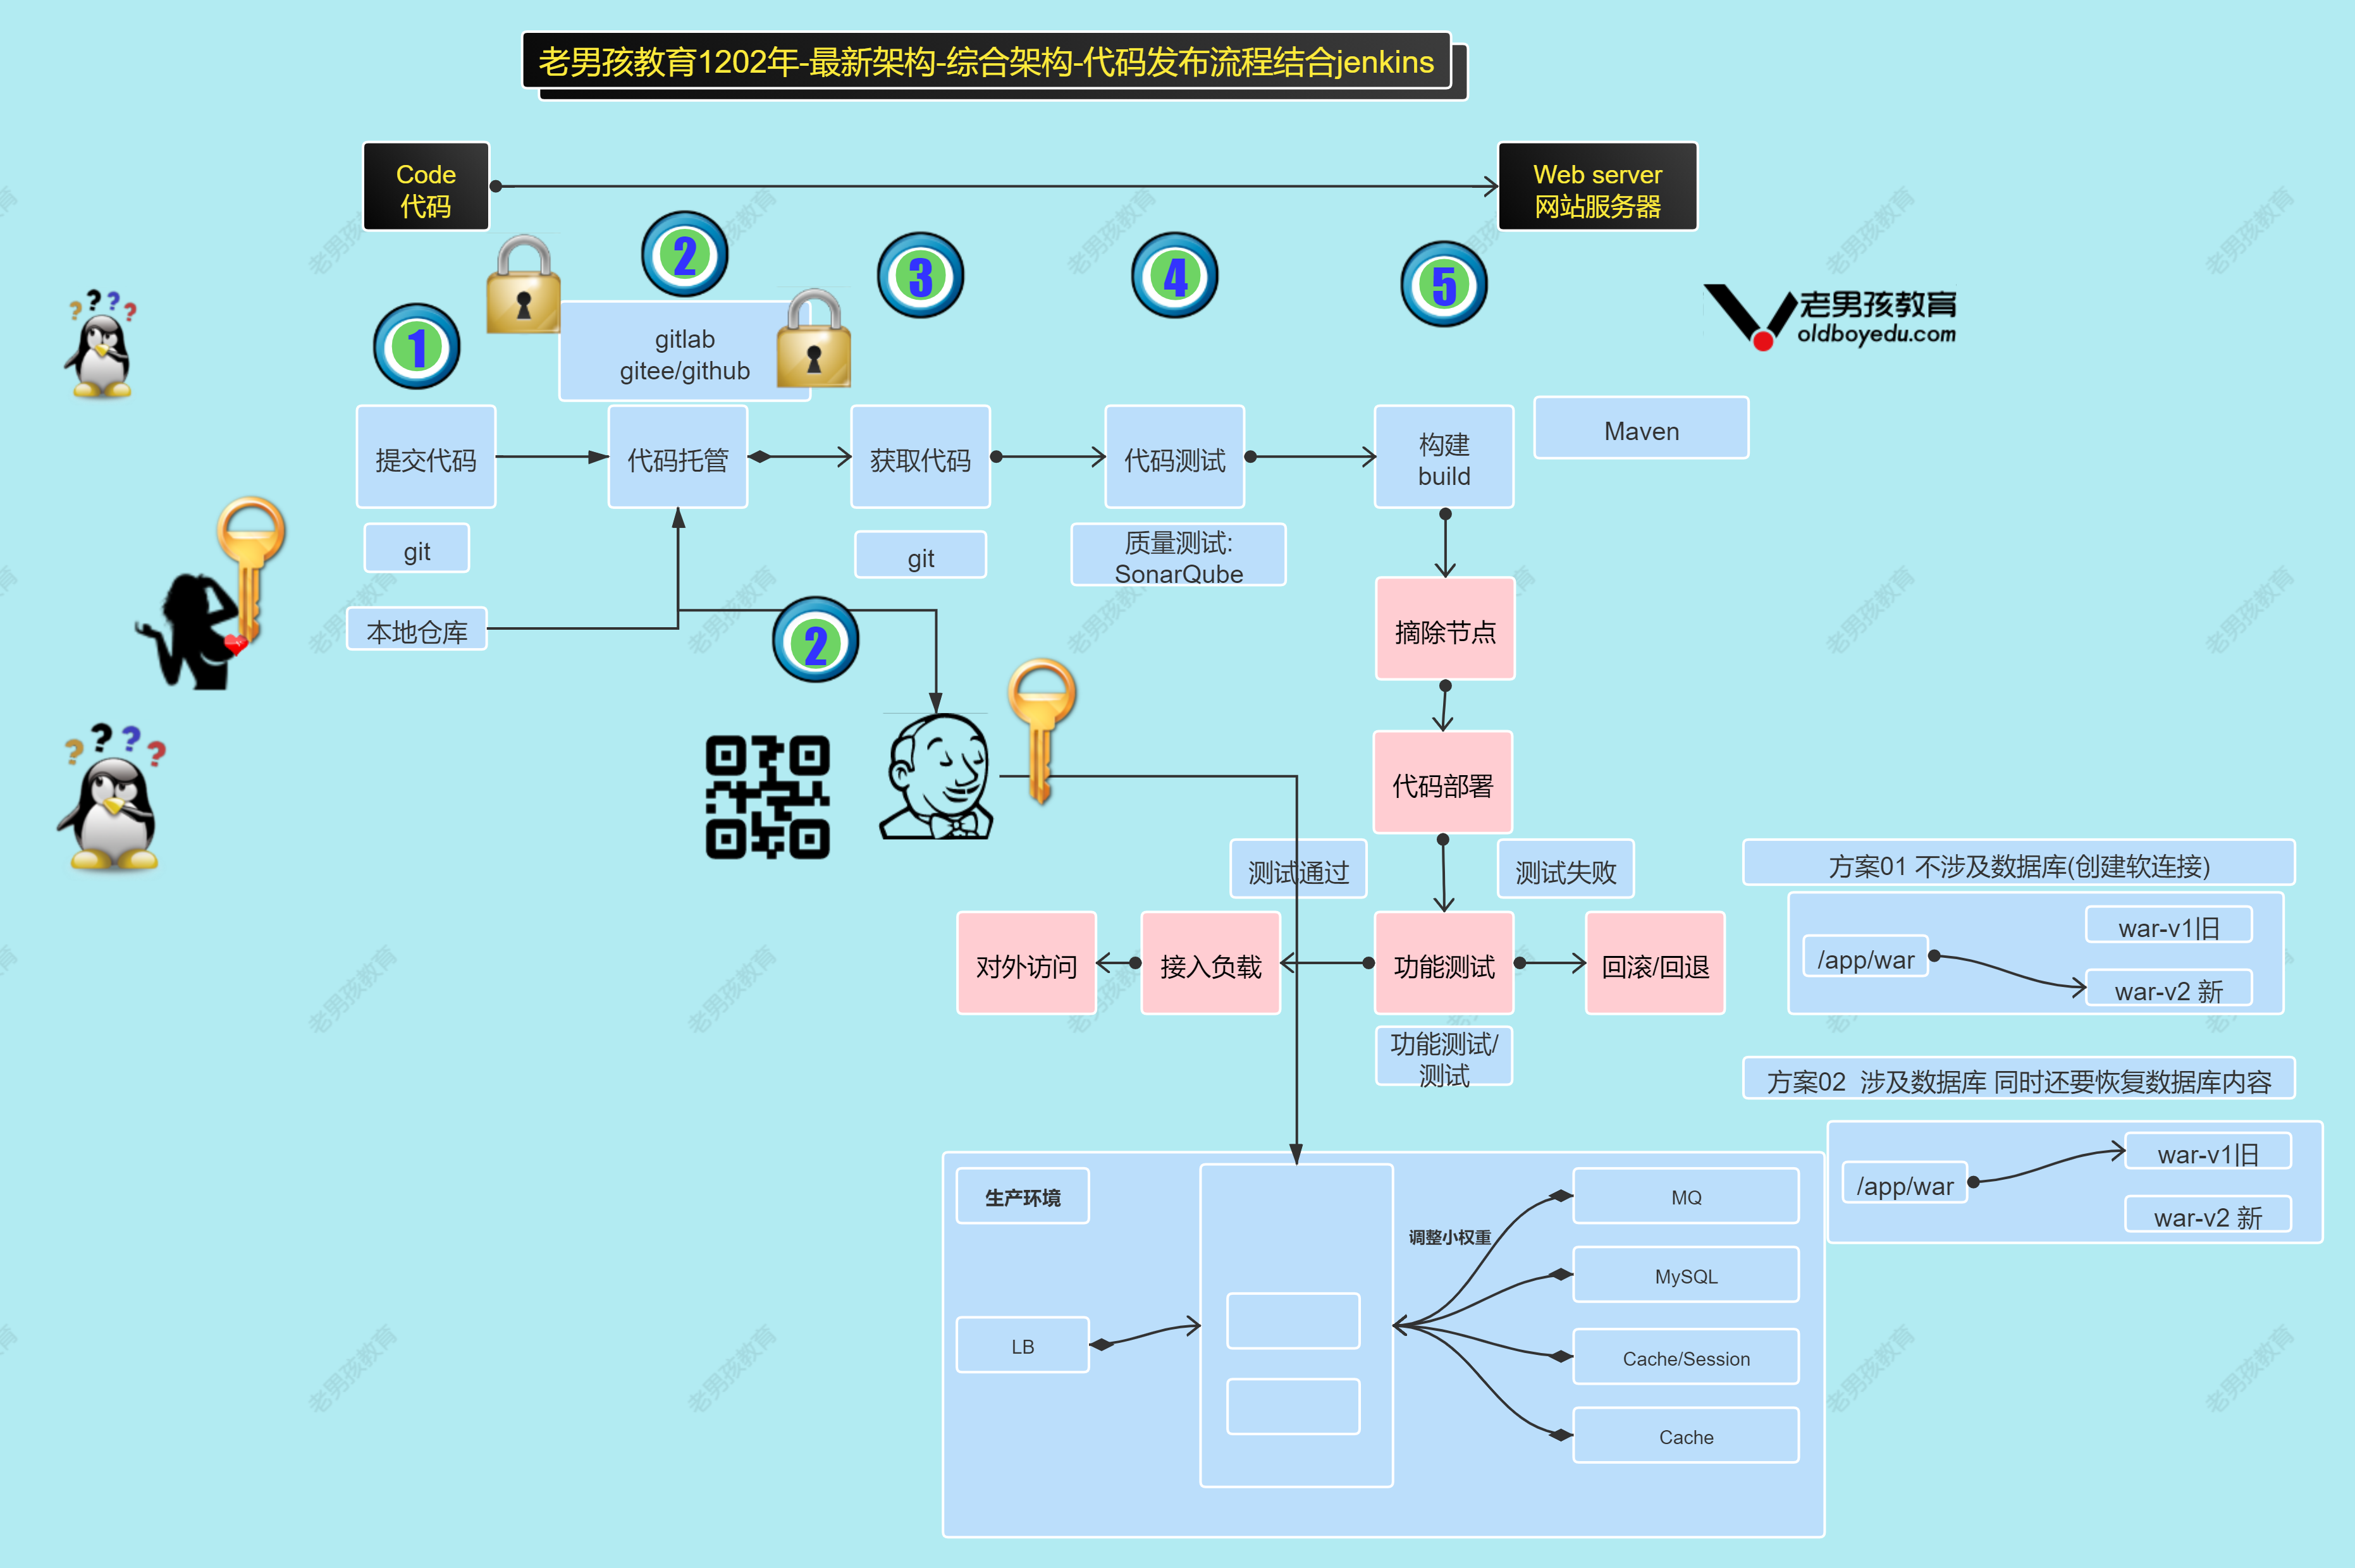 老男孩教育1202年-最新架构-综合架构-代码发布流程结合jenkins
Code
代码
Web server
网站服务器
1
2
3
4
5
gitlab
gitee/github
老男孩教育
oldboyedu.com
提交代码
代码托管
获取代码
代码测试
构建
build
Maven
git
git
质量测试:
SonarQube
本地仓库
2
摘除节点
代码部署
测试通过
测试失败
对外访问
接入负载
功能测试
回滚/回退
功能测试/
测试
方案01 不涉及数据库(创建软连接)
/app/war
war-v1旧
war-v2 新
方案02 涉及数据库 同时还要恢复数据库内容
/app/war
war-v1旧
war-v2 新
生产环境
LB
调整小权重
MQ
MySQL
Cache/Session
Cache
老男孩教育